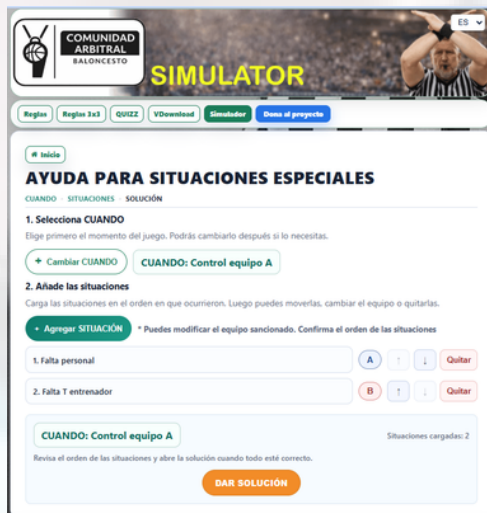 COMUNIDAD
ARBITRAL
BALONCESTO
SIMULATOR
ES
Reglas
Reglas 3x3
QUIZZ
VDownload
Simulador
Dona al proyecto
Inicio
AYUDA PARA SITUACIONES ESPECIALES
CUANDO · SITUACIONES · SOLUCIÓN
1. Selecciona CUANDO
Elige primero el momento del juego. Podrás cambiarlo después si lo necesitas.
+ Cambiar CUANDO
CUANDO: Control equipo A
2. Añade las situaciones
Carga las situaciones en el orden en que ocurrieron. Luego puedes moverlas, cambiar el equipo o quitarlas.
+ Agregar SITUACIÓN
* Puedes modificar el equipo sancionado. Confirma el orden de las situaciones
1. Falta personal A ↑ ↓ Quitar
2. Falta T entrenador B ↑ ↓ Quitar
CUANDO: Control equipo A
Situaciones cargadas: 2
Revisa el orden de las situaciones y abre la solución cuando todo esté correcto.
DAR SOLUCIÓN